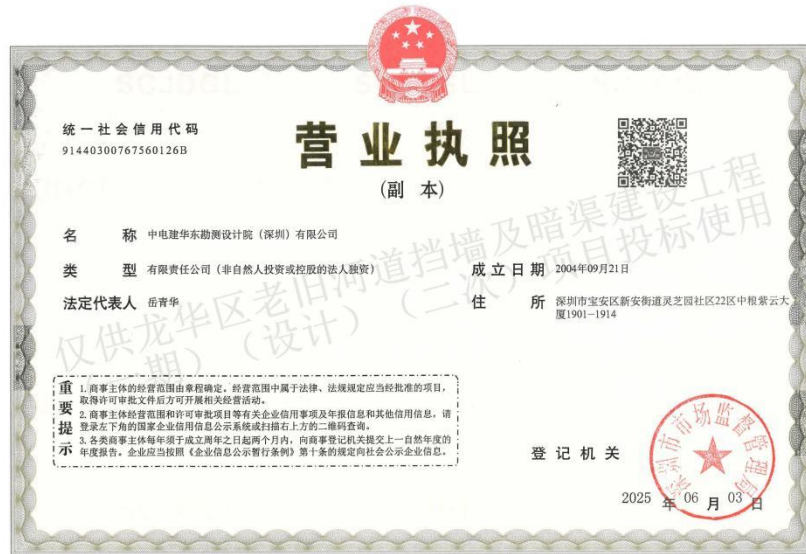 统一社会信用代码
91440300767560126B
营业执照
(副 本)
名 称 中电建华东勘测设计院（深圳）有限公司
类 型 有限责任公司（非自然人投资或控股的法人独资）
成立日期 2004年09月21日
法定代表人 岳青华
住 所 深圳市宝安区新安街道灵芝园社区22区中粮紫云大
厦1901-1914
仅供龙华区老旧河道挡墙及暗渠建设工程
（一期）（设计）（二次）项目投标使用
重要提示
1. 商事主体的经营范围由章程确定。经营范围中属于法律、法规规定应当经批准的项目，
取得许可审批文件后方可开展相关经营活动。
2. 商事主体经营范围和许可审批项目等有关企业信用事项及年报信息和其他信用信息，请
登录左下角的国家企业信用信息公示系统或扫描右上方的二维码查询。
3. 各类商事主体每年须于成立周年之日起两个月内，向商事登记机关提交上一自然年度的
年度报告。企业应当按照《企业信息公示暂行条例》第十条的规定向社会公示企业信息。
登记机关
深圳市市场监督管理局
2025 年 06 月 03 日